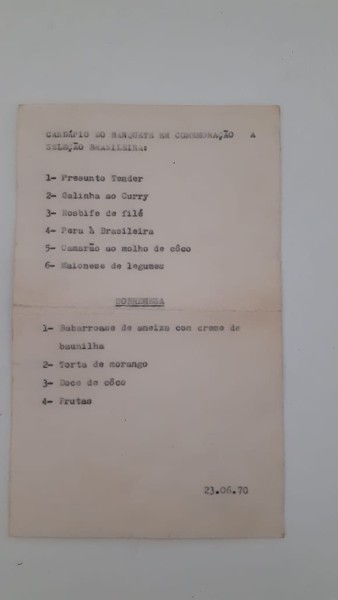 CARDÁPIO DO BANQUETE EM COMEMORAÇÃO A
SELEÇÃO BRASILEIRA:
1- Presunto Tender
2- Galinha ao Curry
3- Rosbife de filé
4- Peru à Brasileira
5- Camarão ao molho de côco
6- Maionese de legumes
SOBREMESA
1- Babarroase de ameixa com creme de
baunilha
2- Torta de morango
3- Doce de côco
4- Frutas
23.06.70